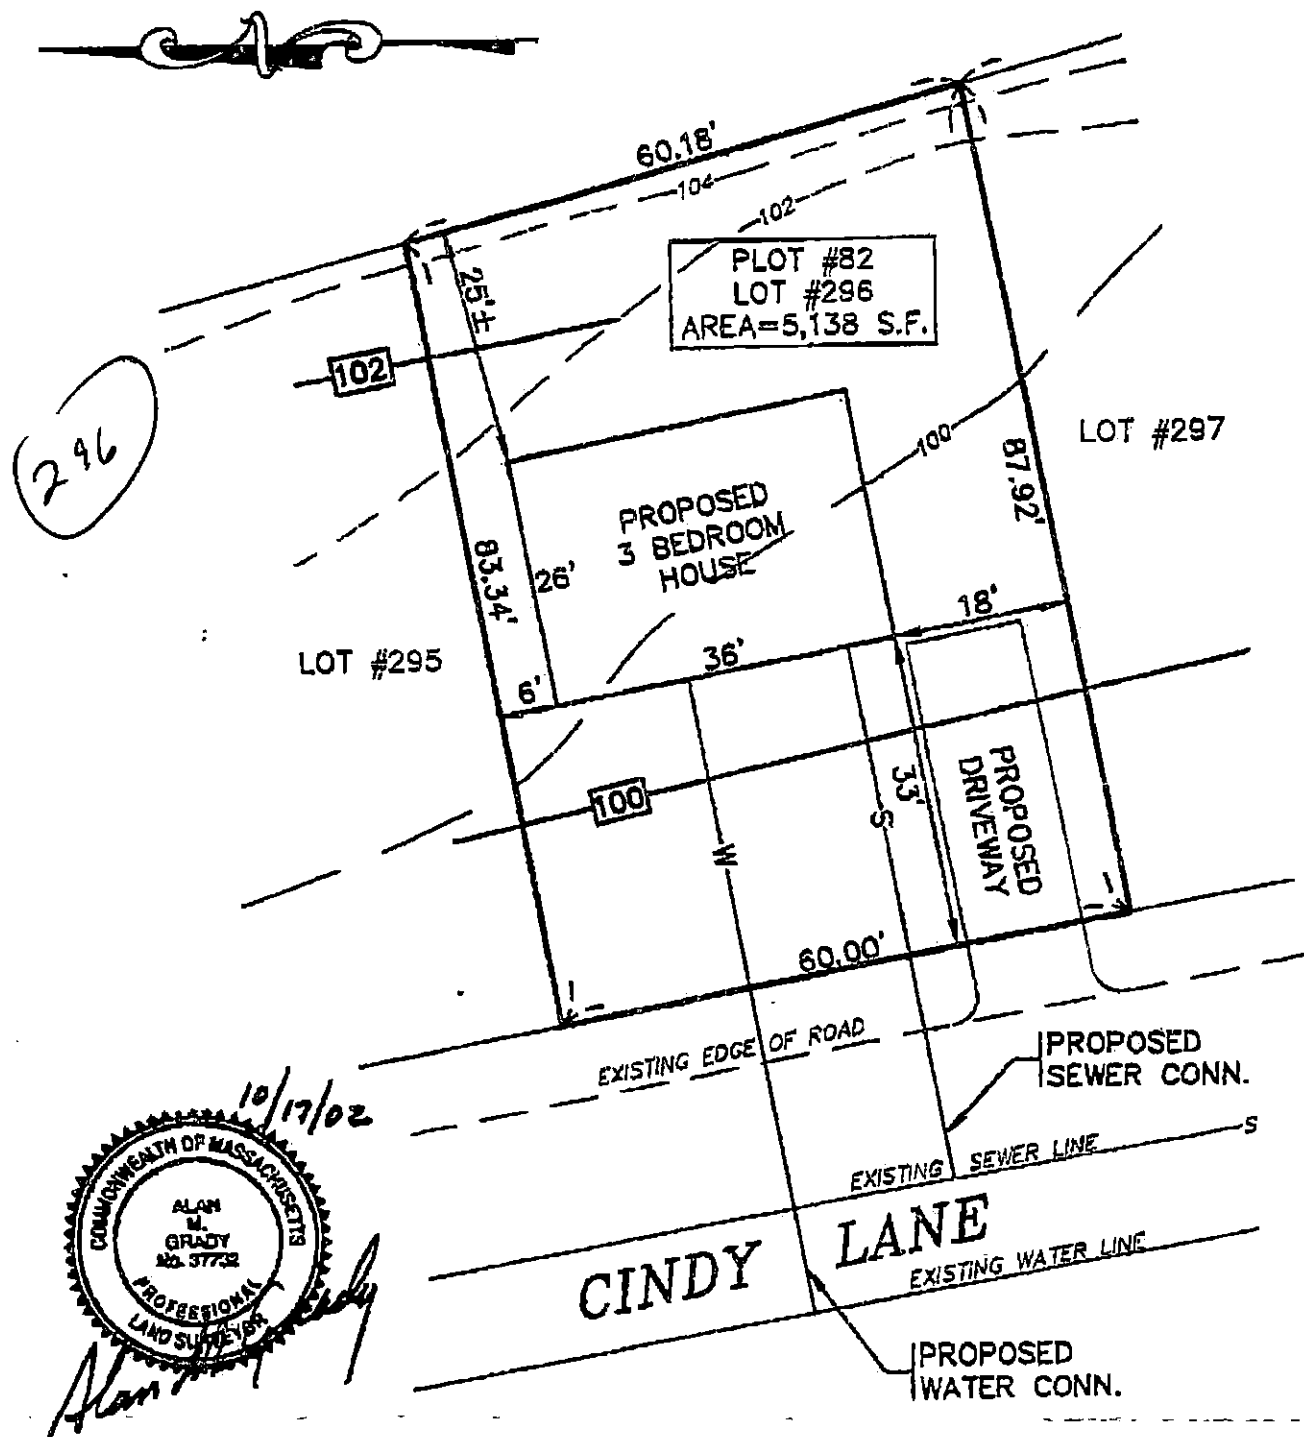 60.18'
104
102
PLOT #82
LOT #296
AREA=5,138 S.F.
25'±
102
296
100
LOT #297
87.92'
PROPOSED
3 BEDROOM
HOUSE
83.34'
26'
18'
LOT #295
36'
6'
100
33'
S
W
PROPOSED
DRIVEWAY
60.00'
EXISTING EDGE OF ROAD
PROPOSED
SEWER CONN.
10/17/02
COMMONWEALTH OF MASSACHUSETTS
ALAN
M.
GRADY
No. 37732
PROFESSIONAL
LAND SURVEYOR
EXISTING SEWER LINE
S
CINDY LANE
EXISTING WATER LINE
PROPOSED
WATER CONN.
Alan M. Grady